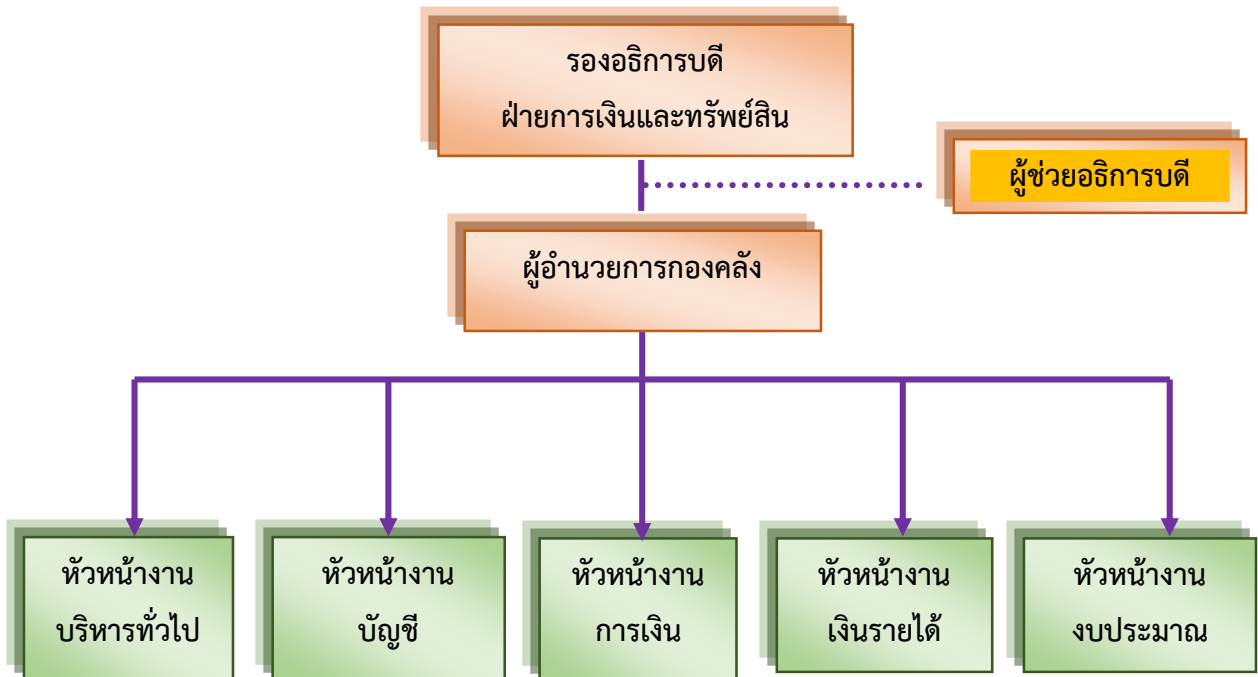 รองอธิการบดี
ฝ่ายการเงินและทรัพย์สิน
ผู้ช่วยอธิการบดี
ผู้อำนวยการกองคลัง
หัวหน้างาน
บริหารทั่วไป
หัวหน้างาน
บัญชี
หัวหน้างาน
การเงิน
หัวหน้างาน
เงินรายได้
หัวหน้างาน
งบประมาณ